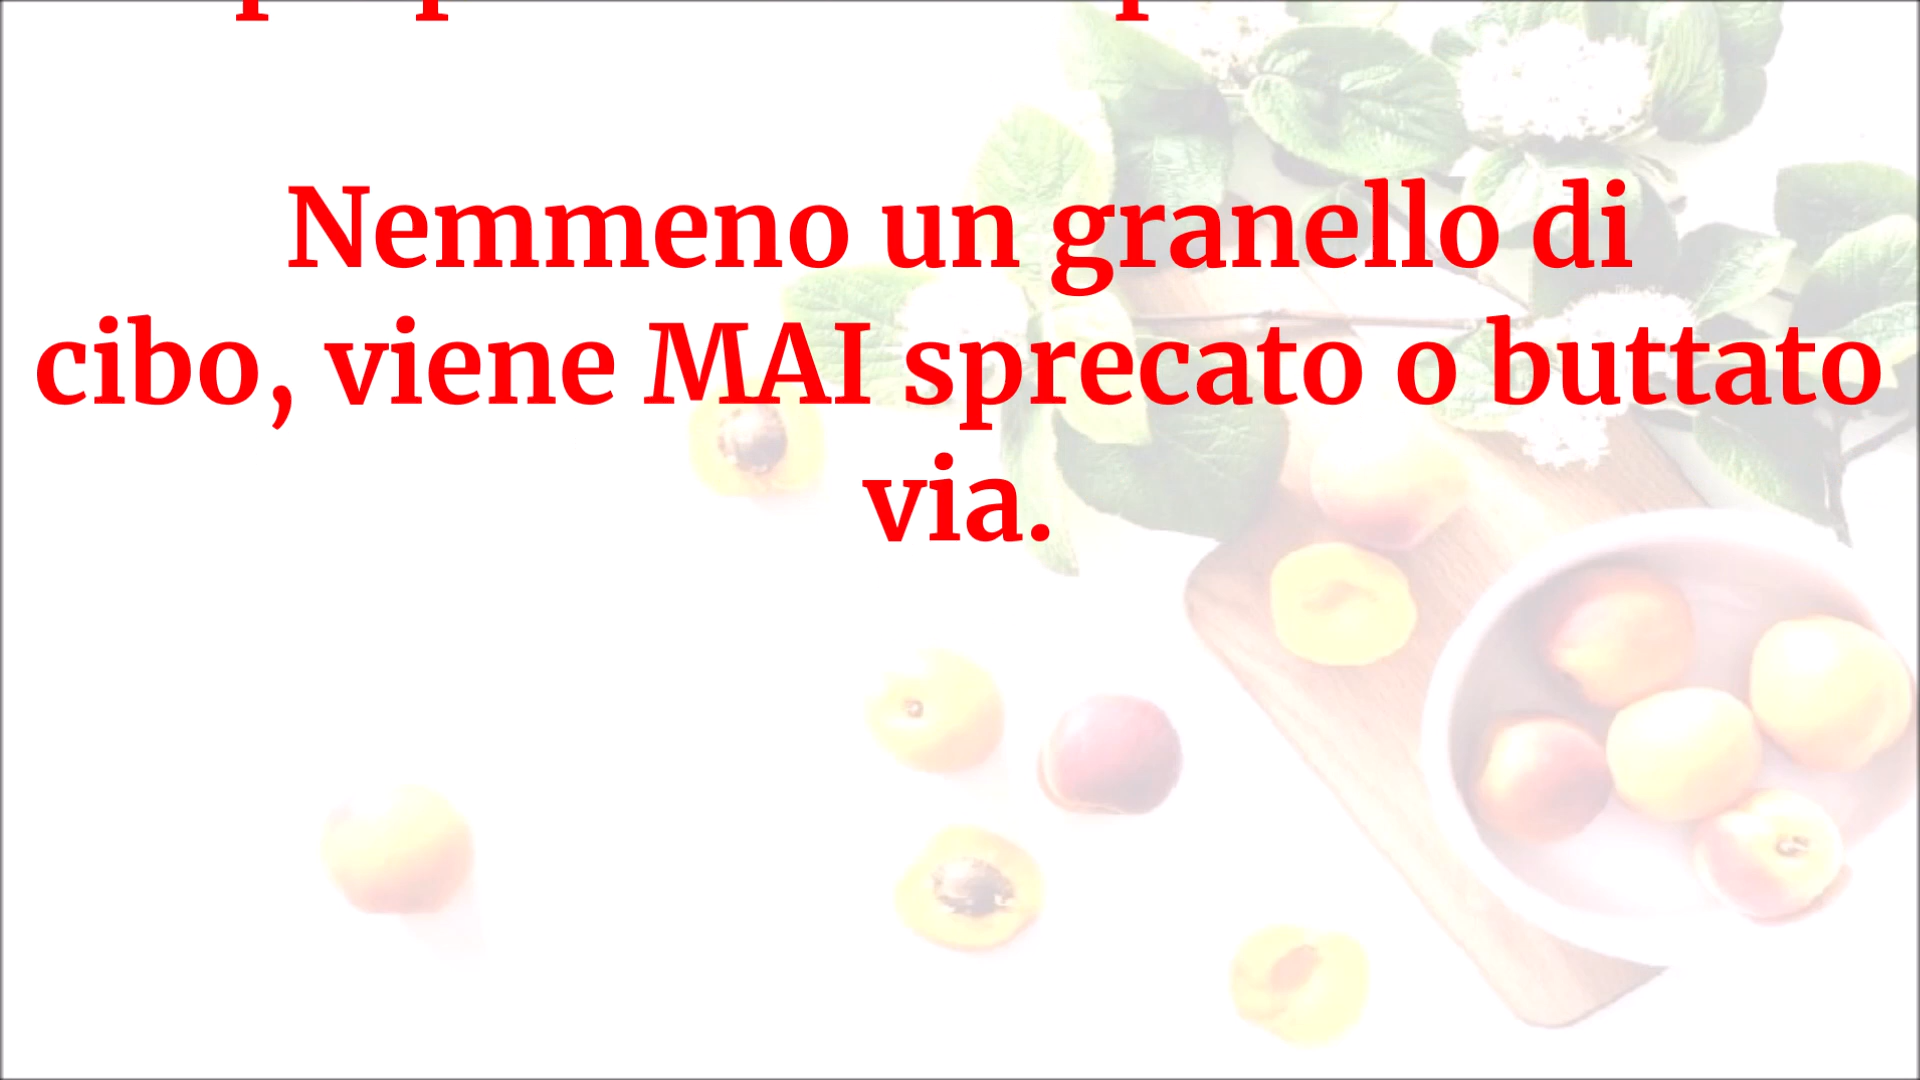 Nemmeno un granello di
cibo, viene MAI sprecato o buttato
via.